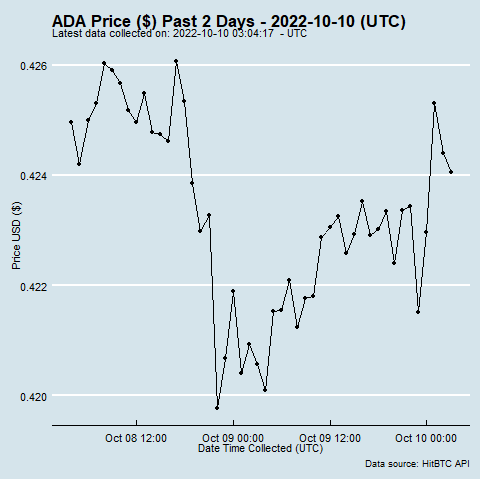 ADA Price ($) Past 2 Days - 2022-10-10 (UTC)
Latest data collected on: 2022-10-10 03:04:17  - UTC
0.426
0.424
0.422
0.420
Price USD ($)
Oct 08 12:00
Oct 09 00:00
Oct 09 12:00
Oct 10 00:00
Date Time Collected (UTC)
Data source: HitBTC API